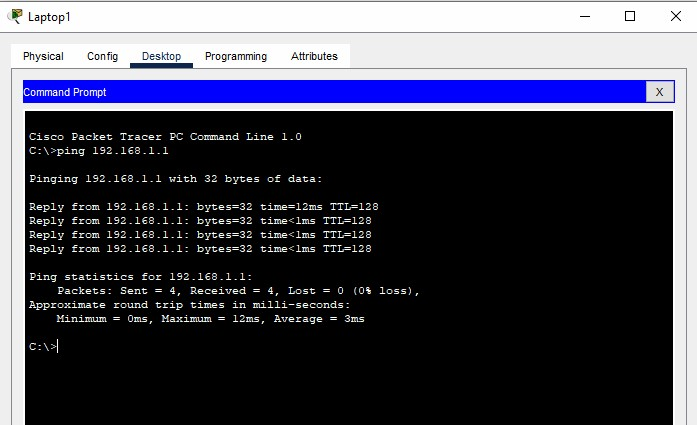 Laptop1
Physical Config Desktop Programming Attributes
Command Prompt X
Cisco Packet Tracer PC Command Line 1.0
C:\>ping 192.168.1.1
Pinging 192.168.1.1 with 32 bytes of data:
Reply from 192.168.1.1: bytes=32 time=12ms TTL=128
Reply from 192.168.1.1: bytes=32 time<1ms TTL=128
Reply from 192.168.1.1: bytes=32 time<1ms TTL=128
Reply from 192.168.1.1: bytes=32 time<1ms TTL=128
Ping statistics for 192.168.1.1:
Packets: Sent = 4, Received = 4, Lost = 0 (0% loss),
Approximate round trip times in milli-seconds:
Minimum = 0ms, Maximum = 12ms, Average = 3ms
C:\>